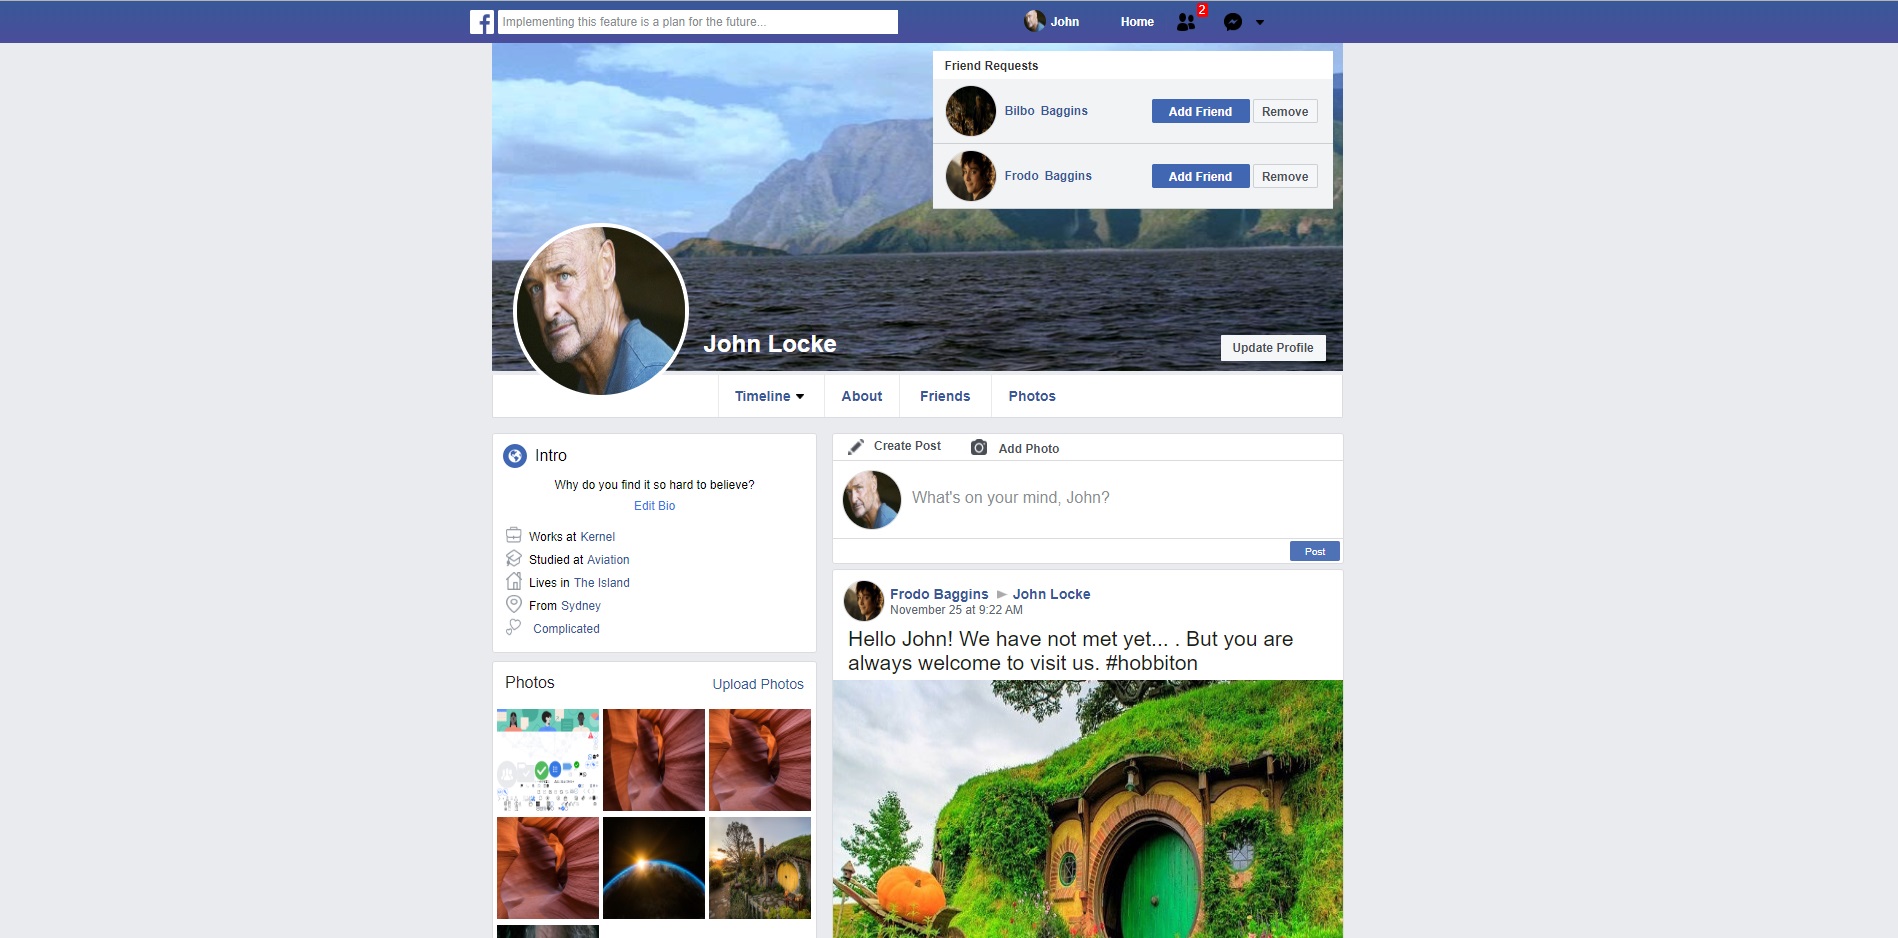 Implementing this feature is a plan for the future...
John
Home
2
Friend Requests
Bilbo Baggins
Add Friend
Remove
Frodo Baggins
Add Friend
Remove
John Locke
Update Profile
Timeline
About
Friends
Photos
Intro
Why do you find it so hard to believe?
Edit Bio
Works at Kernel
Studied at Aviation
Lives in The Island
From Sydney
Complicated
Photos
Upload Photos
Create Post
Add Photo
What's on your mind, John?
Post
Frodo Baggins John Locke
November 25 at 9:22 AM
Hello John! We have not met yet... . But you are
always welcome to visit us. #hobbiton